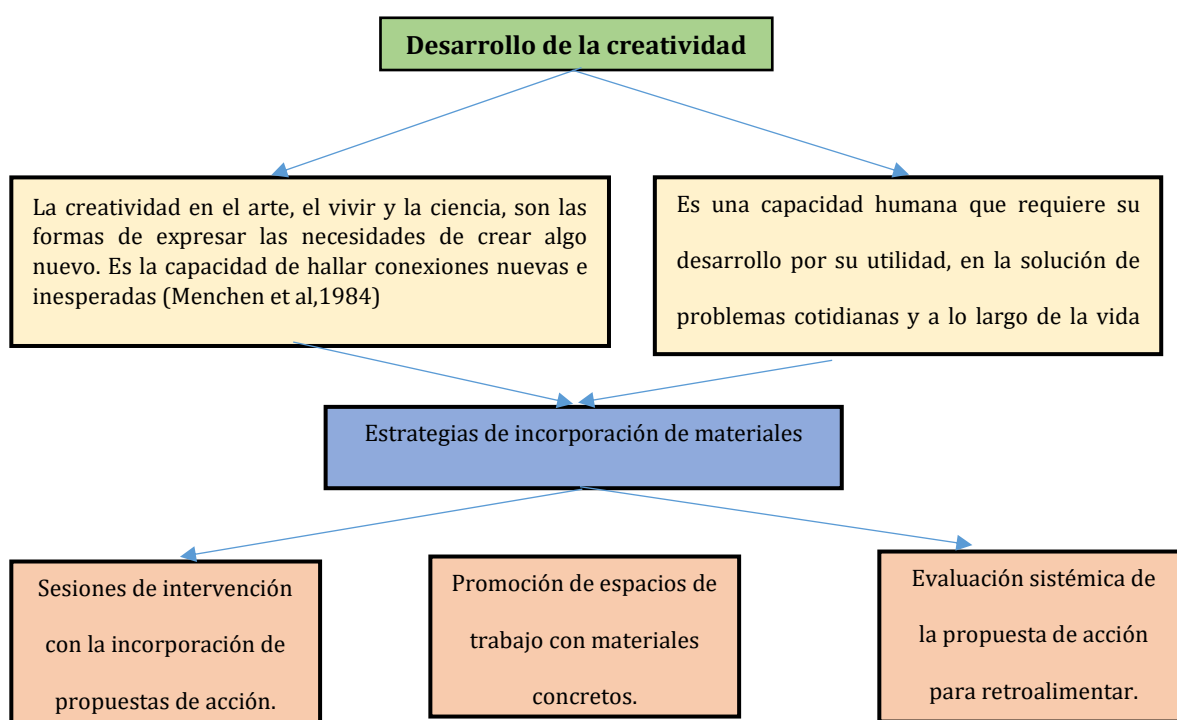 Desarrollo de la creatividad
La creatividad en el arte, el vivir y la ciencia, son las
formas de expresar las necesidades de crear algo
nuevo. Es la capacidad de hallar conexiones nuevas e
inesperadas (Menchen et al,1984)
Es una capacidad humana que requiere su
desarrollo por su utilidad, en la solución de
problemas cotidianas y a lo largo de la vida
Estrategias de incorporación de materiales
Sesiones de intervención
con la incorporación de
propuestas de acción.
Promoción de espacios de
trabajo con materiales
concretos.
Evaluación sistémica de
la propuesta de acción
para retroalimentar.